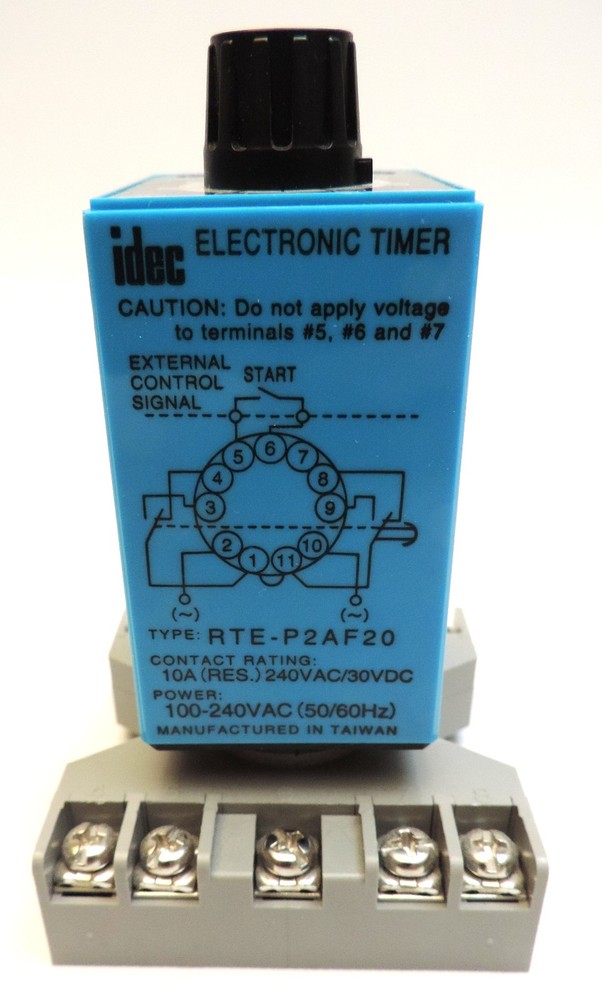 idec ELECTRONIC TIMER
CAUTION: Do not apply voltage
to terminals #5, #6 and #7
EXTERNAL
CONTROL
SIGNAL
START
5 6 7
4 8
3 9
2 10
1 11
(~) (~)
TYPE: RTE-P2AF20
CONTACT RATING:
10A (RES.) 240VAC/30VDC
POWER:
100-240VAC (50/60Hz)
MANUFACTURED IN TAIWAN